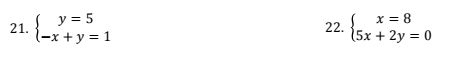 21. { y = 5
-x + y = 1
22. { x = 8
5x + 2y = 0